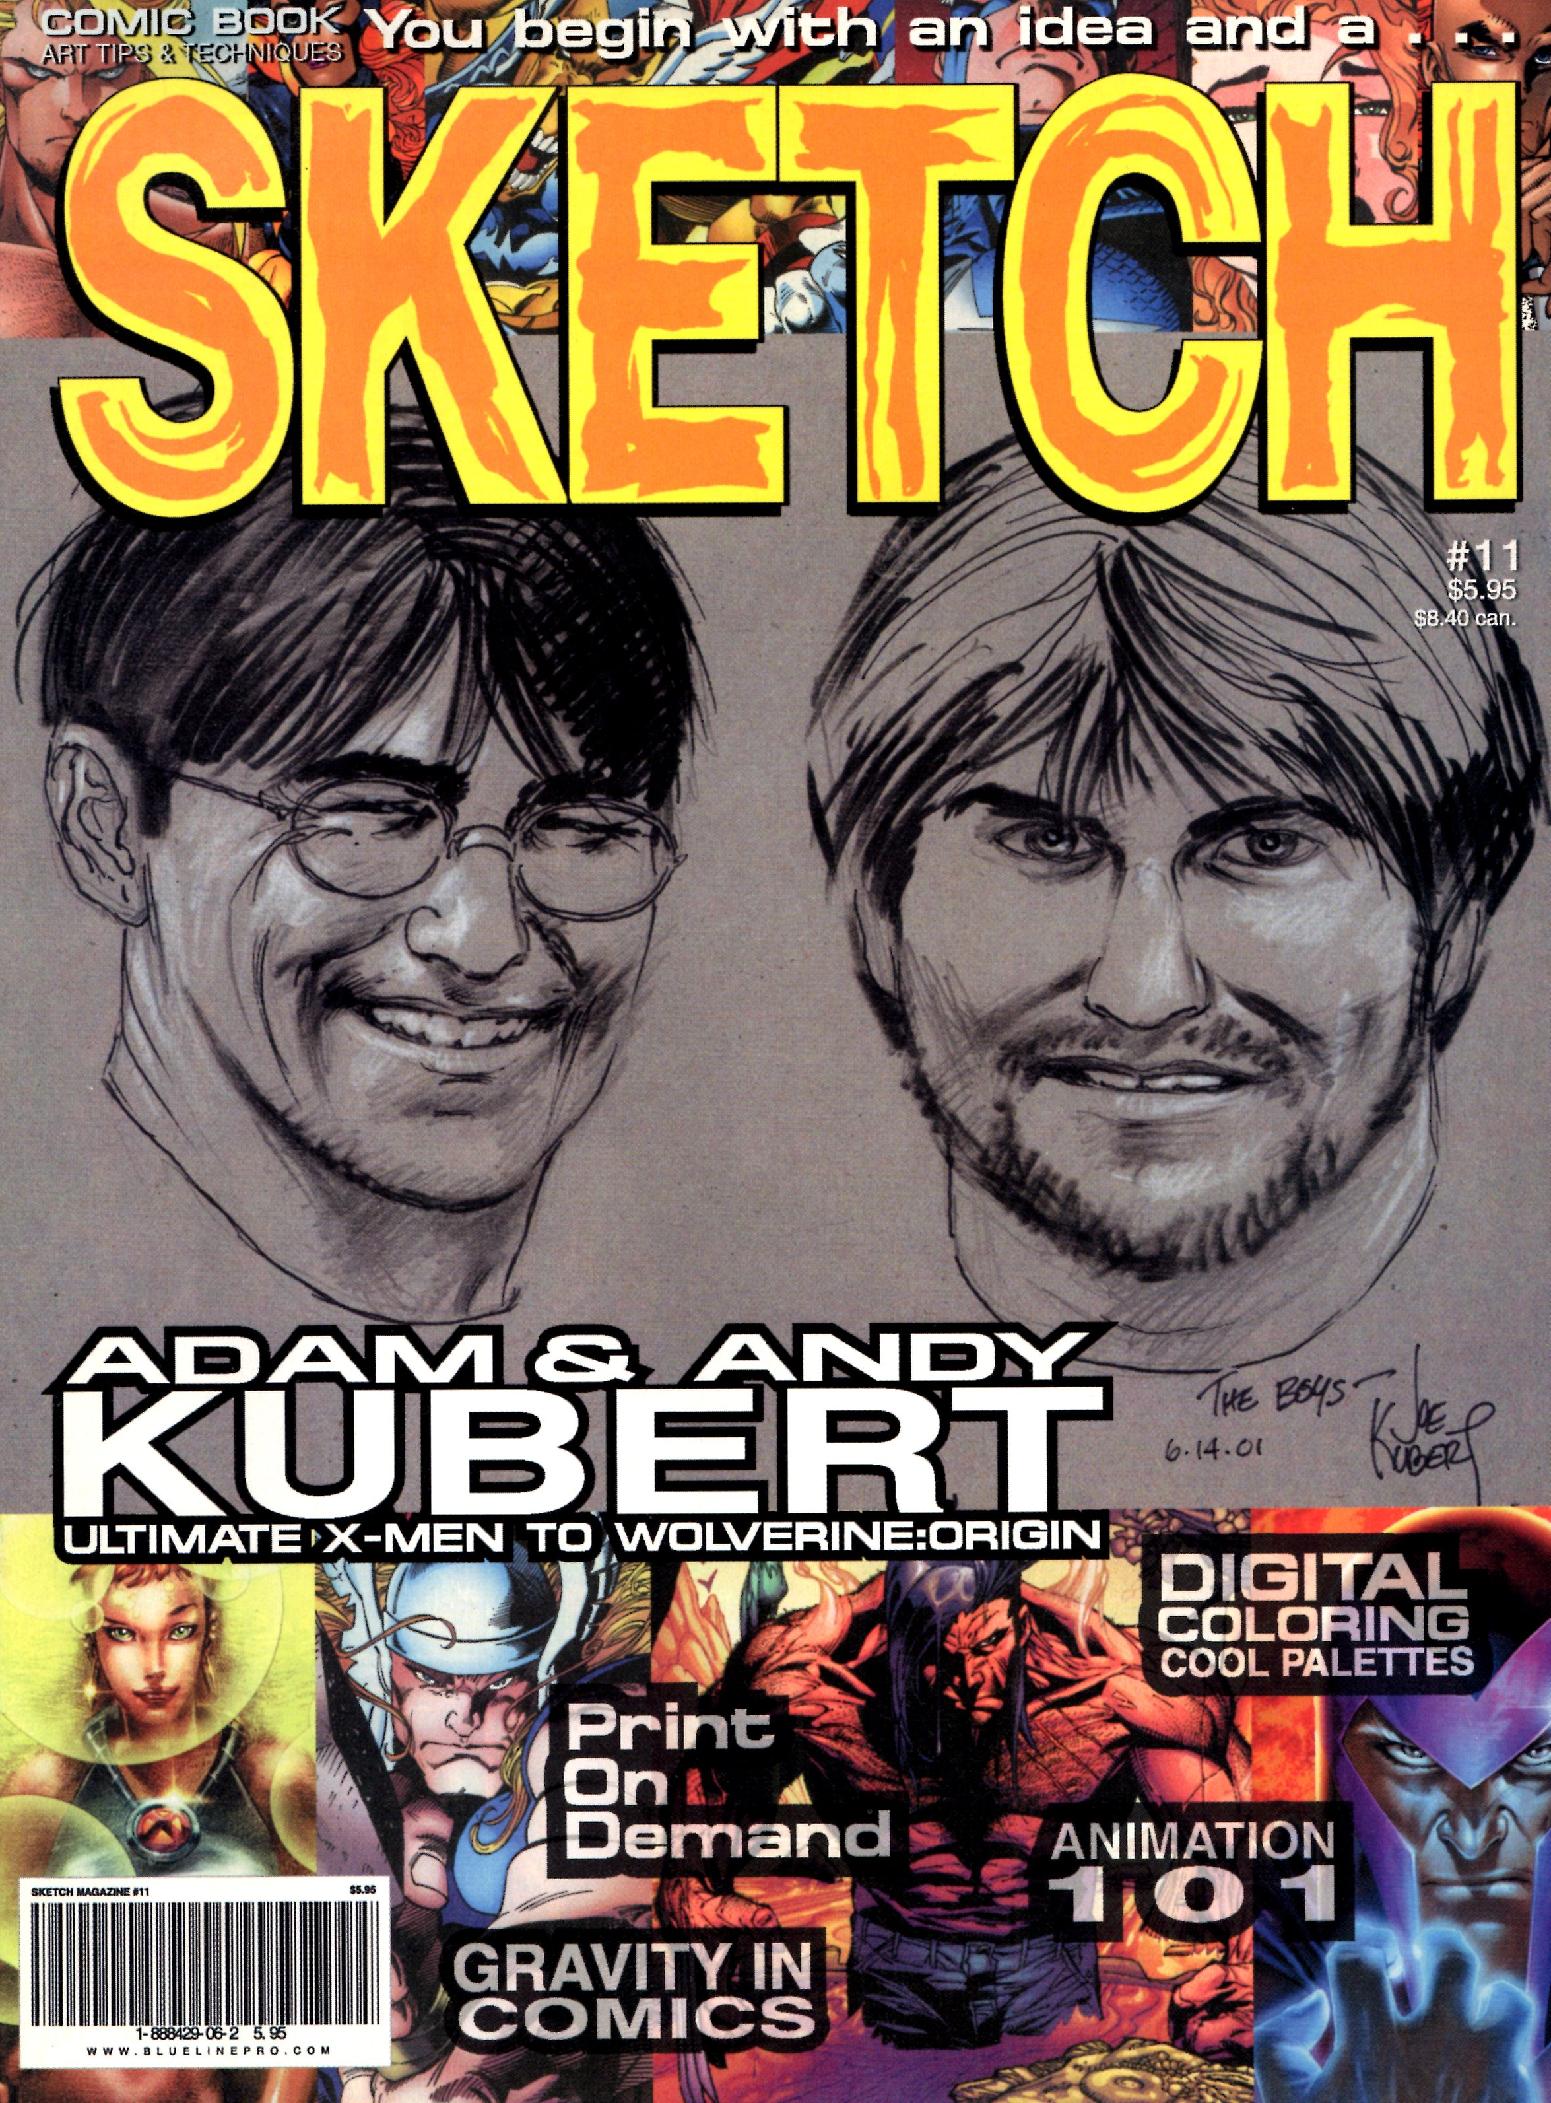 COMIC BOOK
ART TIPS & TECHNIQUES
You begin with an idea and a . . .
SKETCH
#11
$5.95
$8.40 can.
ADAM & ANDY
KUBERT
ULTIMATE X-MEN TO WOLVERINE:ORIGIN
THE BOYS-
6.14.01
JOE
KUBERT
DIGITAL
COLORING
COOL PALETTES
Print
On
Demand
ANIMATION
101
GRAVITY IN
COMICS
SKETCH MAGAZINE #11 $5.95
1-888429-06-2 5.95
WWW.BLUELINEPRO.COM